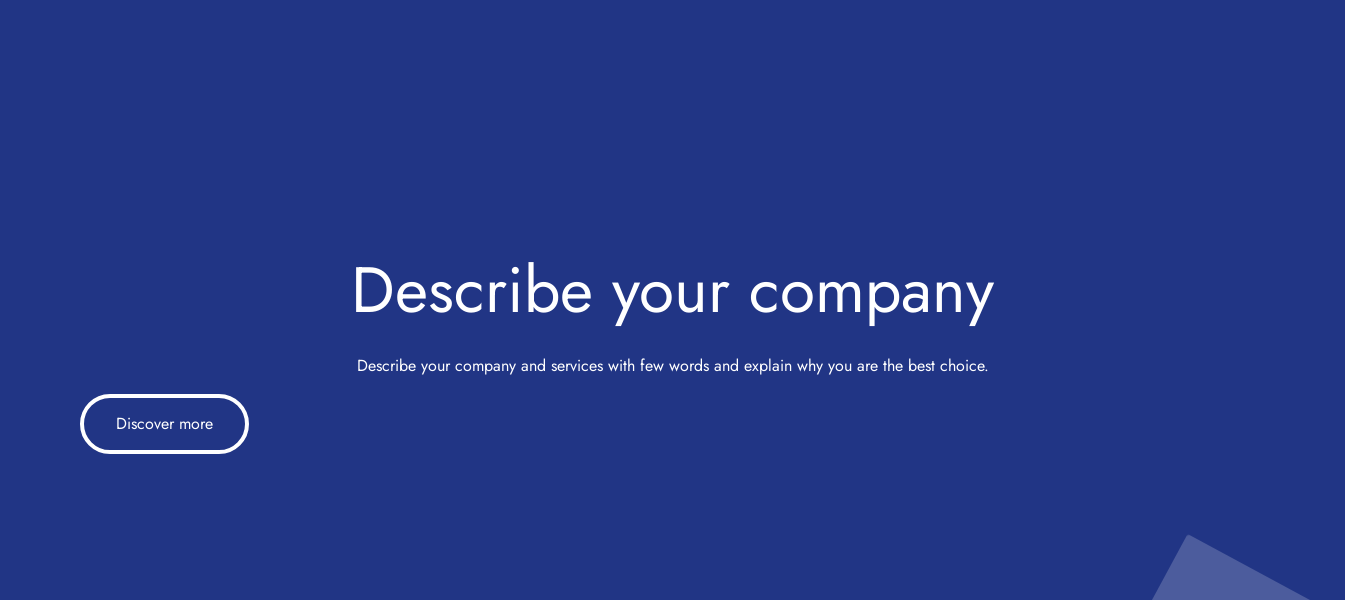 Describe your company
Describe your company and services with few words and explain why you are the best choice.
Discover more